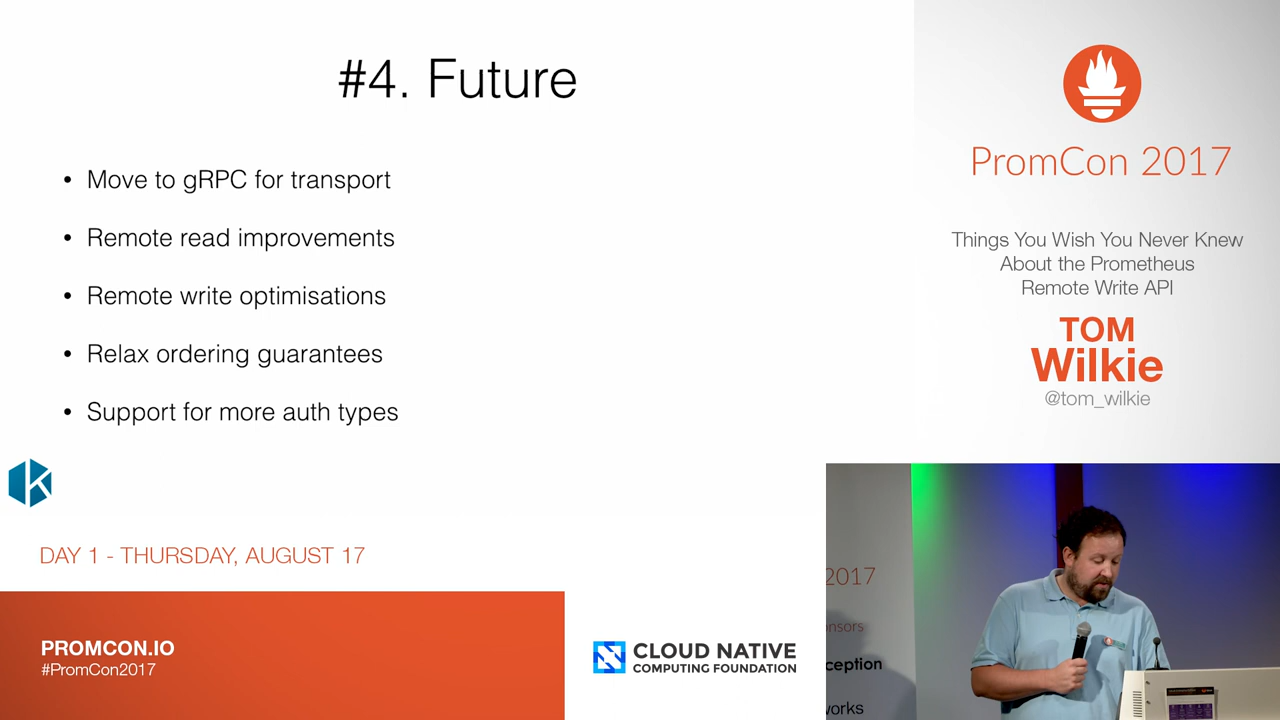 #4. Future
• Move to gRPC for transport
• Remote read improvements
• Remote write optimisations
• Relax ordering guarantees
• Support for more auth types
DAY 1 - THURSDAY, AUGUST 17
PROMCON.IO
#PromCon2017
CLOUD NATIVE
COMPUTING FOUNDATION
PromCon 2017
Things You Wish You Never Knew
About the Prometheus
Remote Write API
TOM
Wilkie
@tom_wilkie
2017
nsors
ception
works